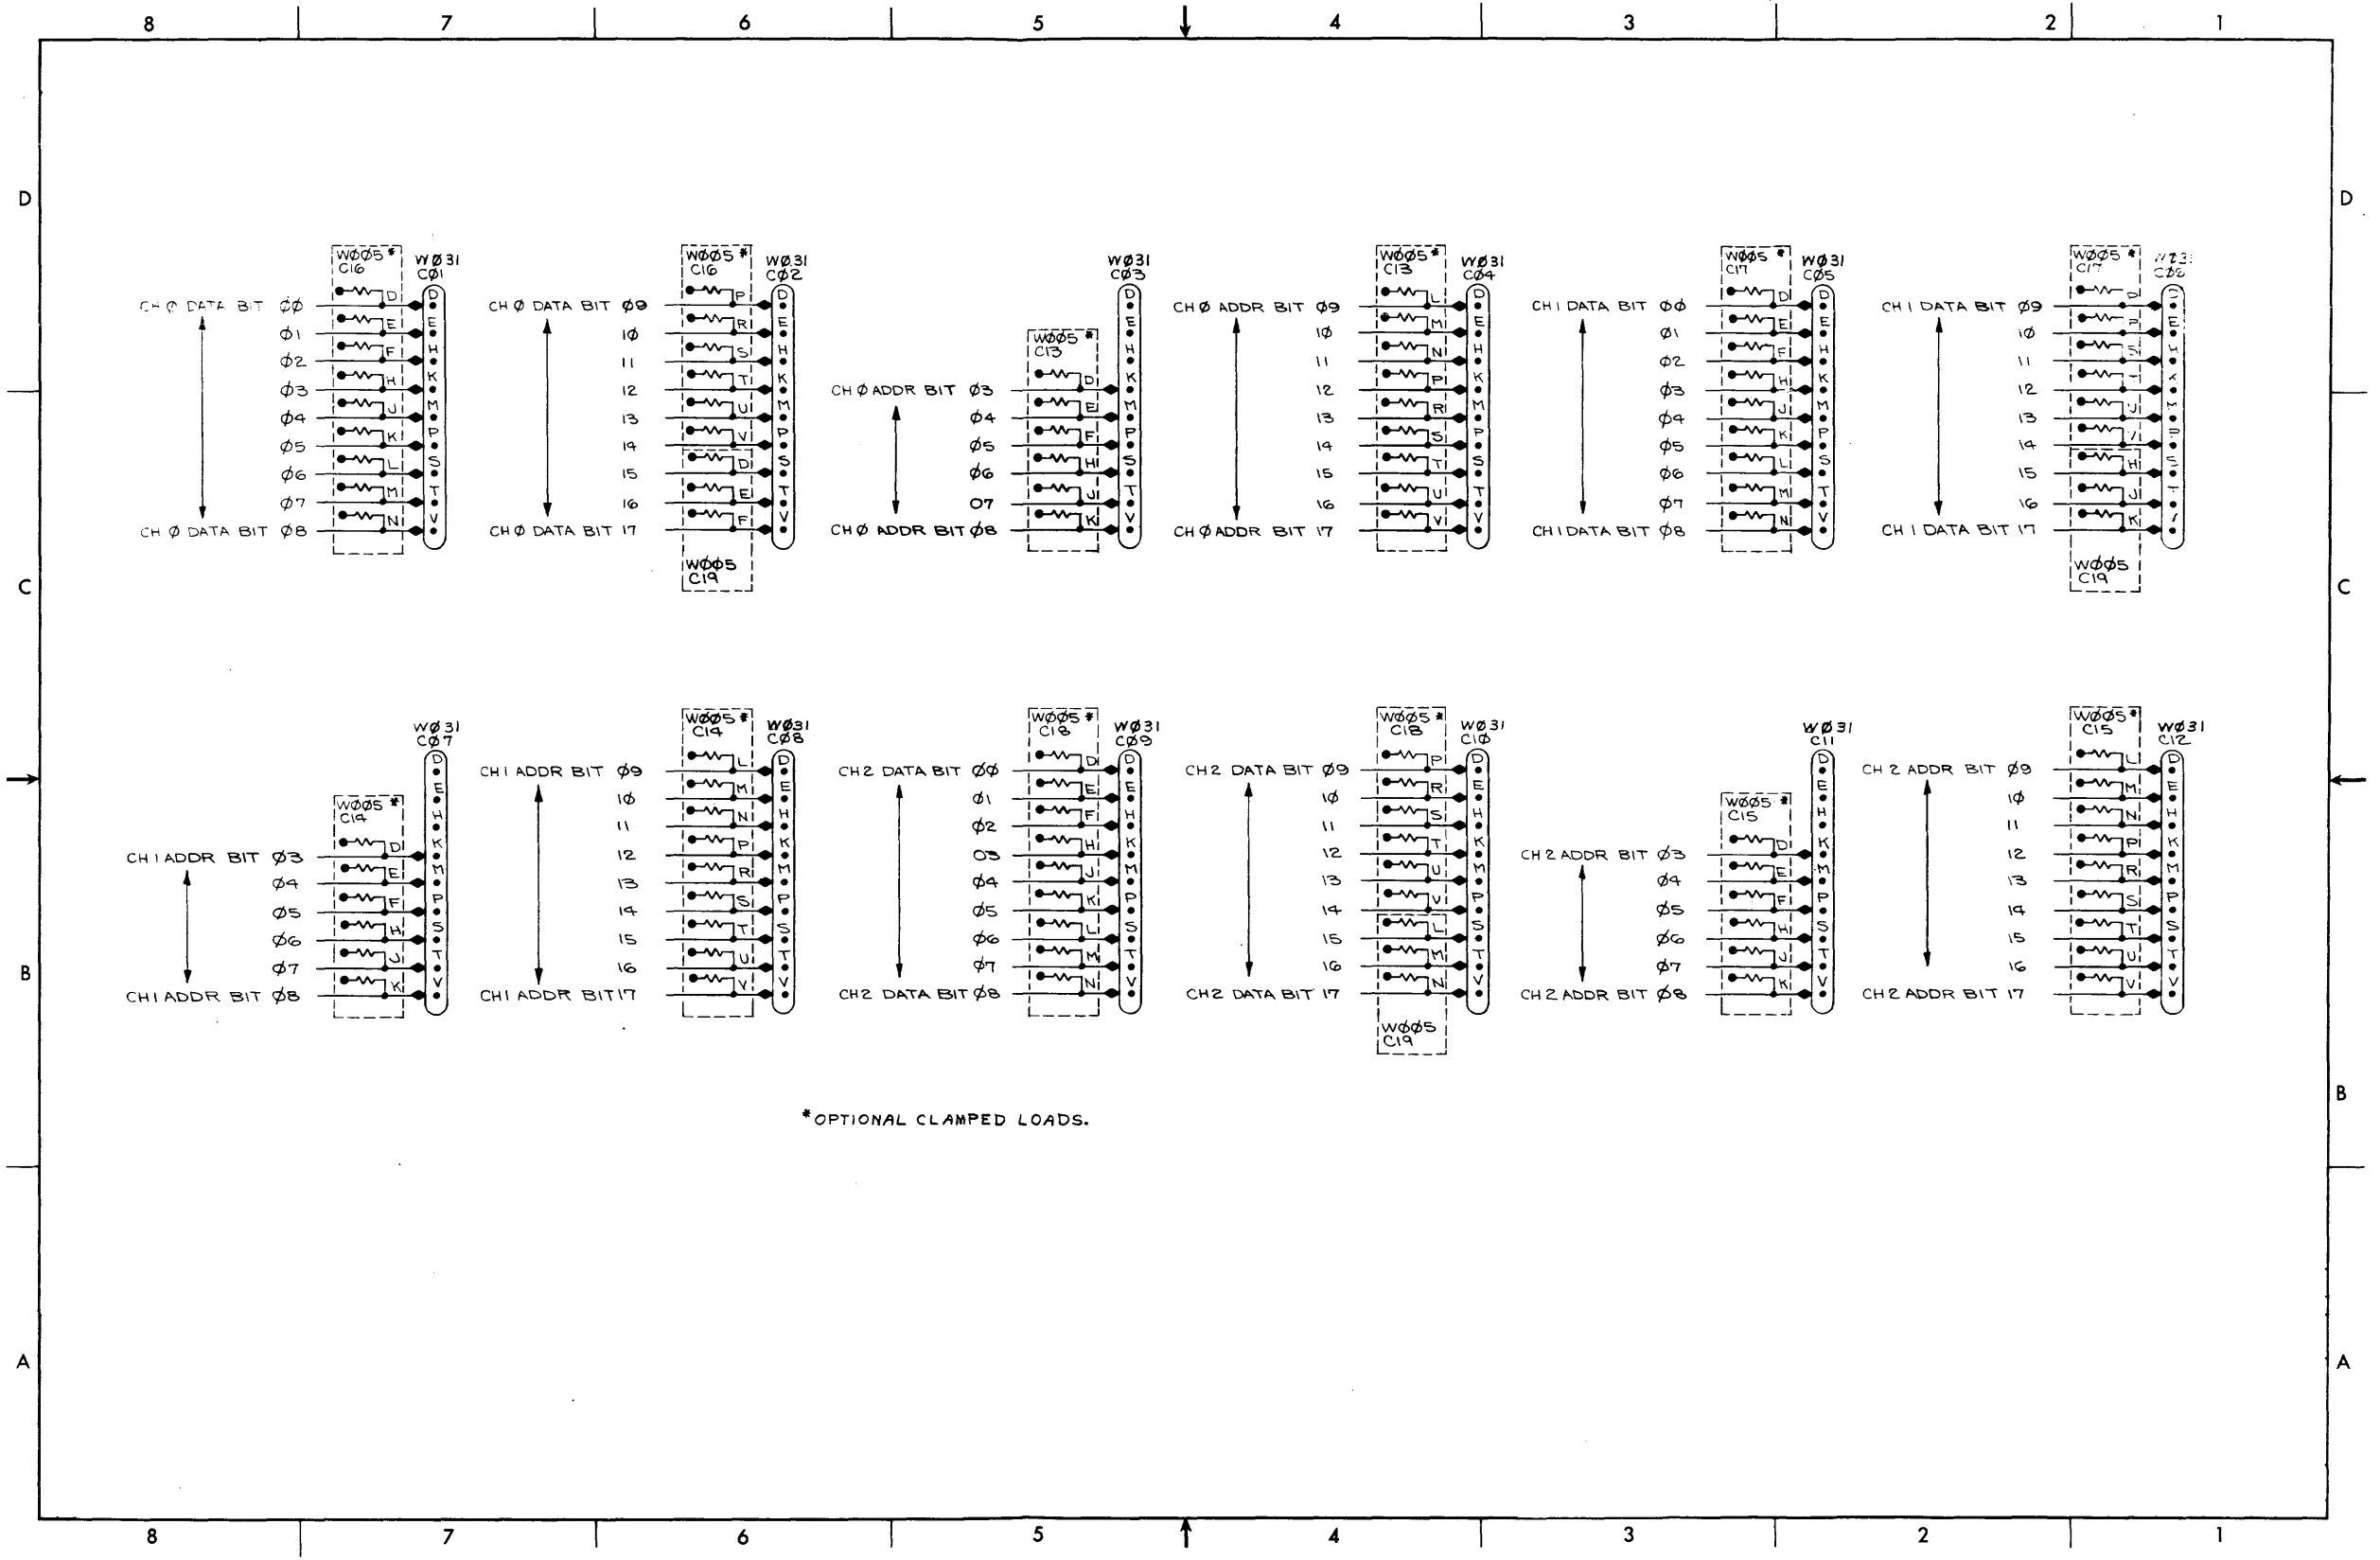 8 7 6 5 4 3 2 1
D D
WØØ5 * WØ31
C16 CØ1
CH Ø DATA BIT ØØ D D
Ø1 E E
Ø2 F H
Ø3 H K
Ø4 J M
Ø5 K P
Ø6 L S
Ø7 M T
CH Ø DATA BIT Ø8 N V
WØØ5 * WØ31
C16 CØ2
CH Ø DATA BIT Ø9 P D
1Ø R E
11 S H
12 T K
13 U M
14 V P
15 D S
16 E T
CH Ø DATA BIT 17 F V
WØØ5
C19
WØ31
CØ3
D
E
WØØ5 *
C13 H
CH Ø ADDR BIT Ø3 D K
Ø4 E M
Ø5 F P
Ø6 H S
07 J T
CH Ø ADDR BIT Ø8 K V
WØØ5 * WØ31
C13 CØ4
CH Ø ADDR BIT Ø9 L D
1Ø M E
11 N H
12 P K
13 R M
14 S P
15 T S
16 U T
CH Ø ADDR BIT 17 V V
WØØ5 * WØ31
C17 CØ5
CH 1 DATA BIT ØØ D D
Ø1 E E
Ø2 F H
Ø3 H K
Ø4 J M
Ø5 K P
Ø6 L S
Ø7 M T
CH 1 DATA BIT Ø8 N V
WØØ5 *
C17
CH 1 DATA BIT Ø9
1Ø E
11 S H
12 K
13 J M
14 P
15 H S
16 J T
CH 1 DATA BIT 17 K
WØØ5
C19
C C
WØ31
CØ7
D
E
WØØ5 *
C14 H
CH 1 ADDR BIT Ø3 D K
Ø4 E M
Ø5 F P
Ø6 H S
Ø7 J T
CH 1 ADDR BIT Ø8 K V
WØØ5 * WØ31
C14 CØ8
CH 1 ADDR BIT Ø9 L D
1Ø M E
11 N H
12 P K
13 R M
14 S P
15 T S
16 U T
CH 1 ADDR BIT 17 V V
WØØ5 * WØ31
C18 CØ9
CH 2 DATA BIT ØØ D D
Ø1 E E
Ø2 F H
03 H K
Ø4 J M
Ø5 K P
Ø6 L S
Ø7 M T
CH 2 DATA BIT Ø8 N V
WØØ5 * WØ31
C18 C1Ø
CH 2 DATA BIT Ø9 P D
1Ø R E
11 S H
12 T K
13 U M
14 V P
15 L S
16 M T
CH 2 DATA BIT 17 N V
WØØ5
C19
WØ31
C11
D
E
WØØ5 *
C15 H
CH 2 ADDR BIT Ø3 D K
Ø4 E M
Ø5 F P
Ø6 H S
Ø7 J T
CH 2 ADDR BIT Ø8 K V
WØØ5 * WØ31
C15 C12
CH 2 ADDR BIT Ø9 L D
1Ø M E
11 N H
12 P K
13 R M
14 S P
15 T S
16 U T
CH 2 ADDR BIT 17 V V
B B
*OPTIONAL CLAMPED LOADS.
A A
8 7 6 5 4 3 2 1